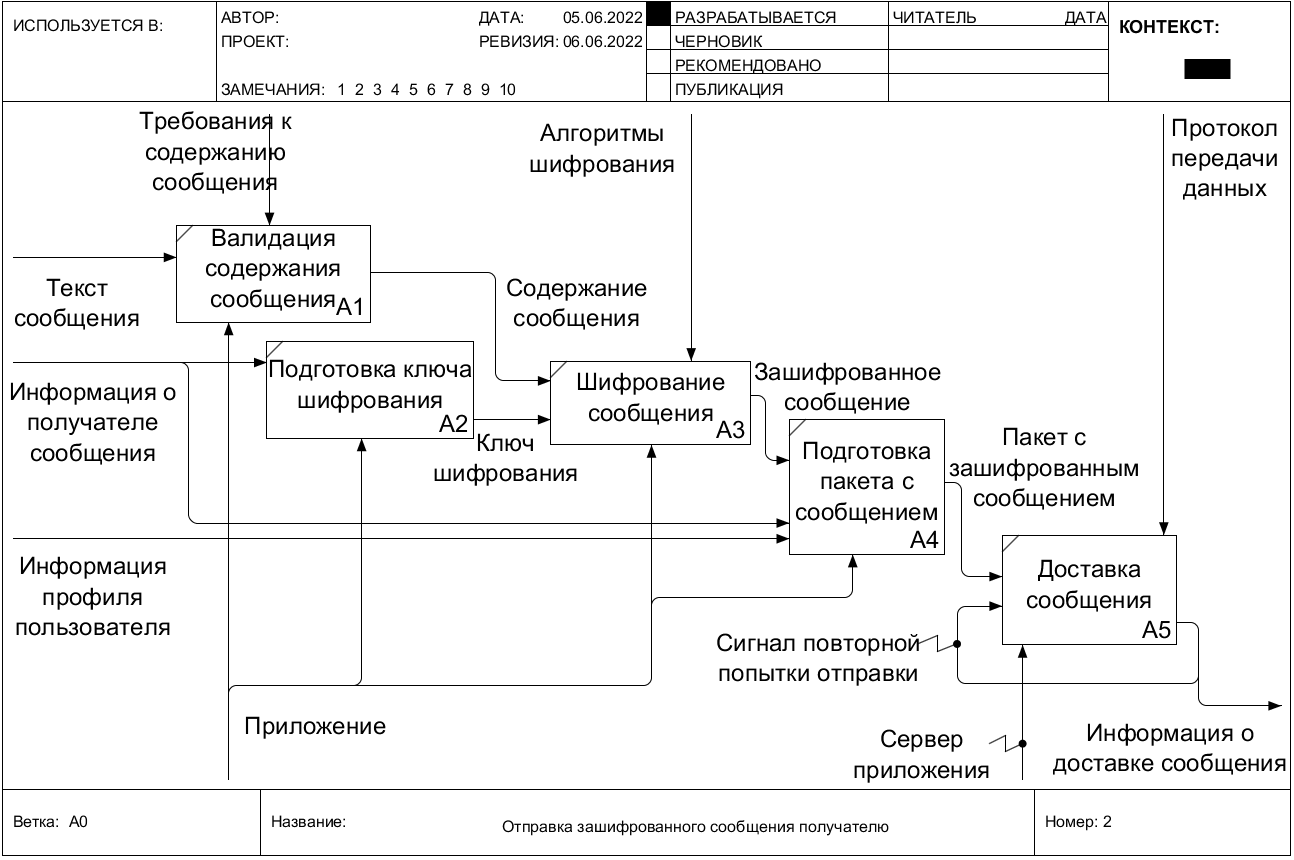 ИСПОЛЬЗУЕТСЯ В:
АВТОР:
ДАТА: 05.06.2022
ПРОЕКТ:
РЕВИЗИЯ: 06.06.2022
ЗАМЕЧАНИЯ: 1 2 3 4 5 6 7 8 9 10
РАЗРАБАТЫВАЕТСЯ
ЧЕРНОВИК
РЕКОМЕНДОВАНО
ПУБЛИКАЦИЯ
ЧИТАТЕЛЬ
ДАТА
КОНТЕКСТ:
Требования к
содержанию
сообщения
Алгоритмы
шифрования
Протокол
передачи
данных
Валидация
содержания
сообщения
A1
Текст
сообщения
Содержание
сообщения
Подготовка ключа
шифрования
A2
Информация о
получателе
сообщения
Ключ
шифрования
Шифрование
сообщения
A3
Зашифрованное
сообщение
Подготовка
пакета с
сообщением
A4
Пакет с
зашифрованным
сообщением
Информация
профиля
пользователя
Доставка
сообщения
A5
Сигнал повторной
попытки отправки
Приложение
Сервер
приложения
Информация о
доставке сообщения
Ветка: A0
Название:
Отправка зашифрованного сообщения получателю
Номер: 2